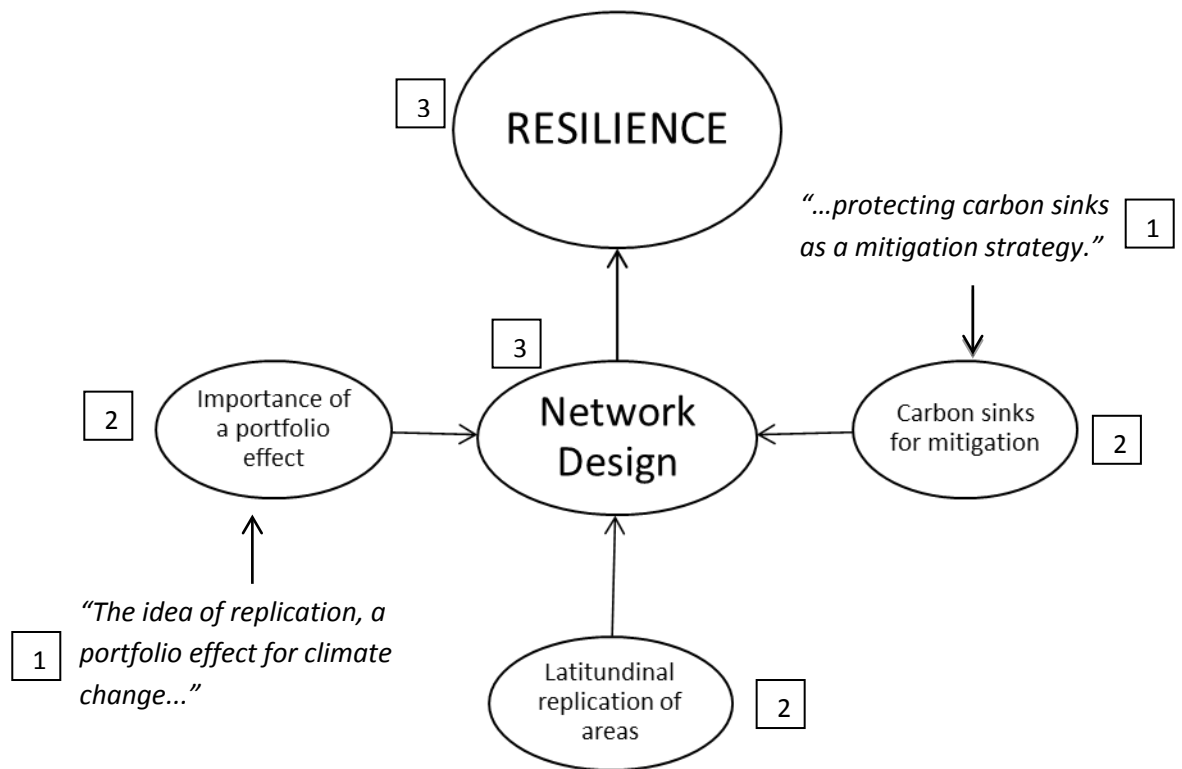 3
RESILIENCE
“...protecting carbon sinks
as a mitigation strategy.”
1
3
2
Importance of
a portfolio
effect
Network
Design
Carbon sinks
for mitigation
2
1
“The idea of replication, a
portfolio effect for climate
change...”
Latitundinal
replication of
areas
2